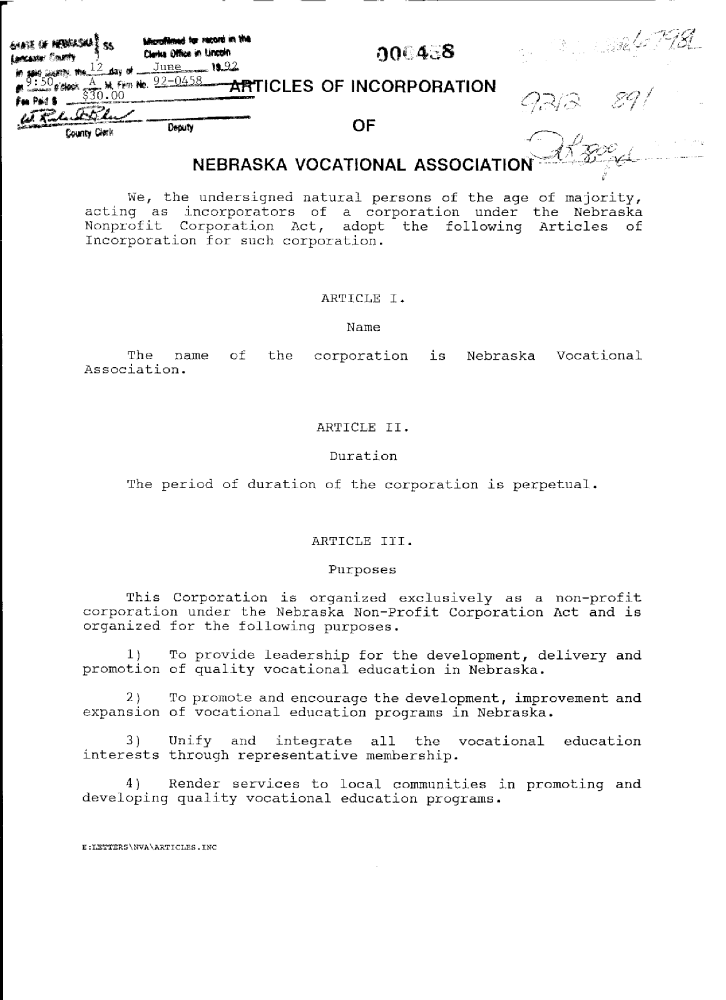 STATE OF NEBRASKA } SS
Lancaster County
Microfilmed for record in the
Clerks Office in Lincoln
in said county, the 12 day of June 1992
at 9:50 o'clock A M. Firm No. 92-0458
Fee Paid $ $30.00
County Clerk Deputy
000458
9212 891
ARTICLES OF INCORPORATION
OF
NEBRASKA VOCATIONAL ASSOCIATION
We, the undersigned natural persons of the age of majority,
acting as incorporators of a corporation under the Nebraska
Nonprofit Corporation Act, adopt the following Articles of
Incorporation for such corporation.
ARTICLE I.
Name
The name of the corporation is Nebraska Vocational
Association.
ARTICLE II.
Duration
The period of duration of the corporation is perpetual.
ARTICLE III.
Purposes
This Corporation is organized exclusively as a non-profit
corporation under the Nebraska Non-Profit Corporation Act and is
organized for the following purposes.
1) To provide leadership for the development, delivery and
promotion of quality vocational education in Nebraska.
2) To promote and encourage the development, improvement and
expansion of vocational education programs in Nebraska.
3) Unify and integrate all the vocational education
interests through representative membership.
4) Render services to local communities in promoting and
developing quality vocational education programs.
E:LETTERS\NVA\ARTICLES.INC